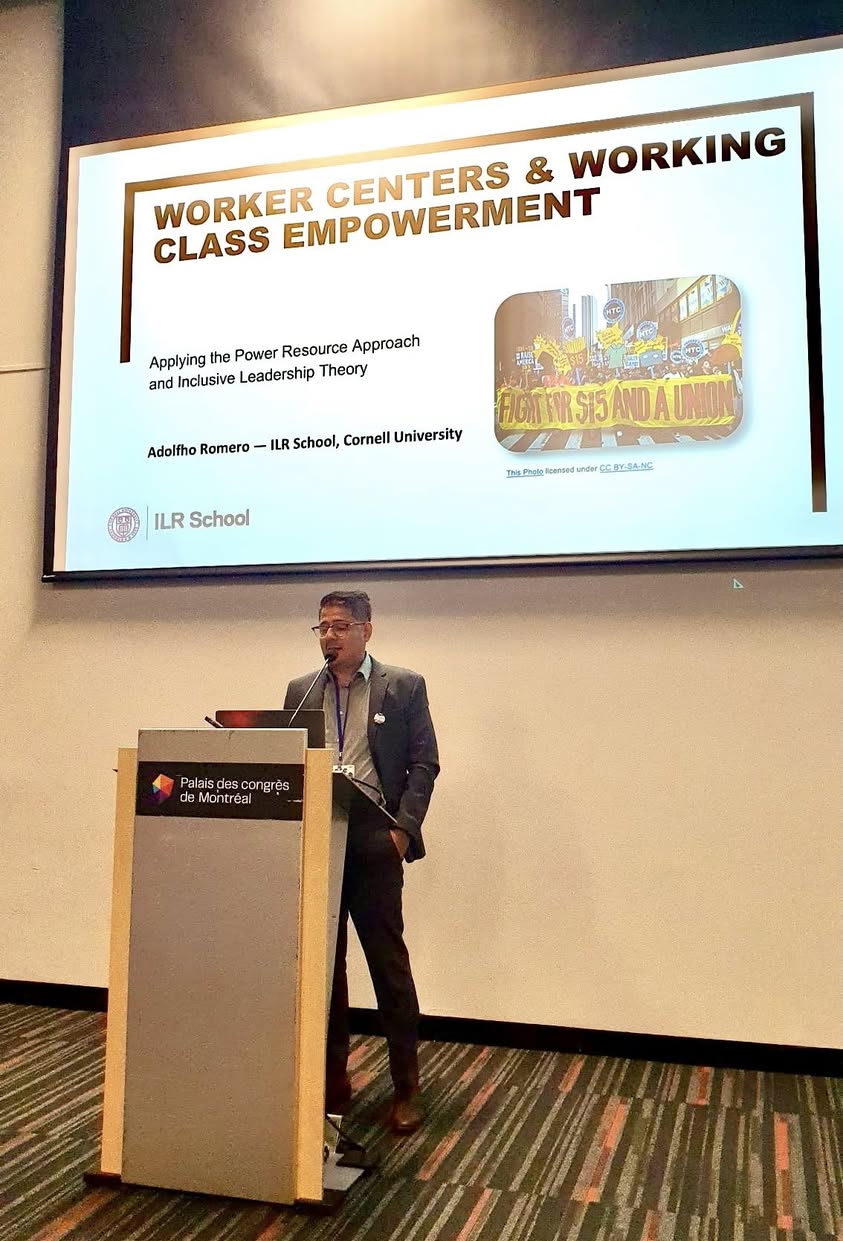 WORKER CENTERS & WORKING
CLASS EMPOWERMENT
Applying the Power Resource Approach
and Inclusive Leadership Theory
FIGHT FOR $15 AND A UNION
Adolfho Romero — ILR School, Cornell University
This Photo licensed under CC BY-SA-NC
ILR School
Palais des congrès
de Montréal